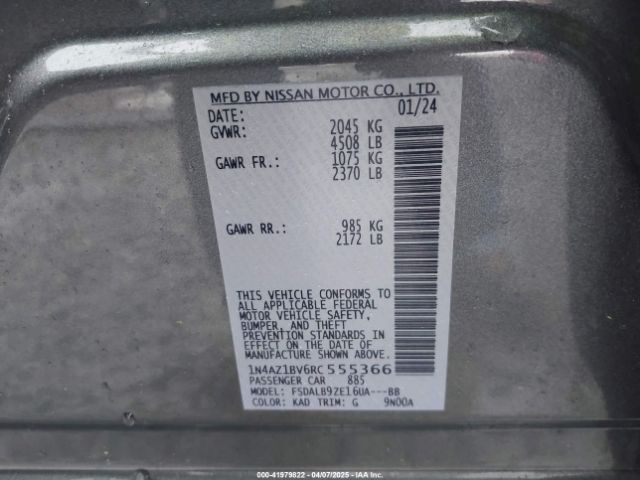 MFD BY NISSAN MOTOR CO., LTD.
DATE: 01/24
GVWR: 2045 KG
4508 LB
GAWR FR.: 1075 KG
2370 LB
GAWR RR.: 985 KG
2172 LB
THIS VEHICLE CONFORMS TO
ALL APPLICABLE FEDERAL
MOTOR VEHICLE SAFETY,
BUMPER, AND THEFT
PREVENTION STANDARDS IN
EFFECT ON THE DATE OF
MANUFACTURE SHOWN ABOVE.
1N4AZ1BV6RC555366
PASSENGER CAR 885
MODEL: FSDALB9ZE16UA---BB
COLOR: KAD TRIM: G 9N00A
000-41979822 - 04/07/2025 - IAA Inc.